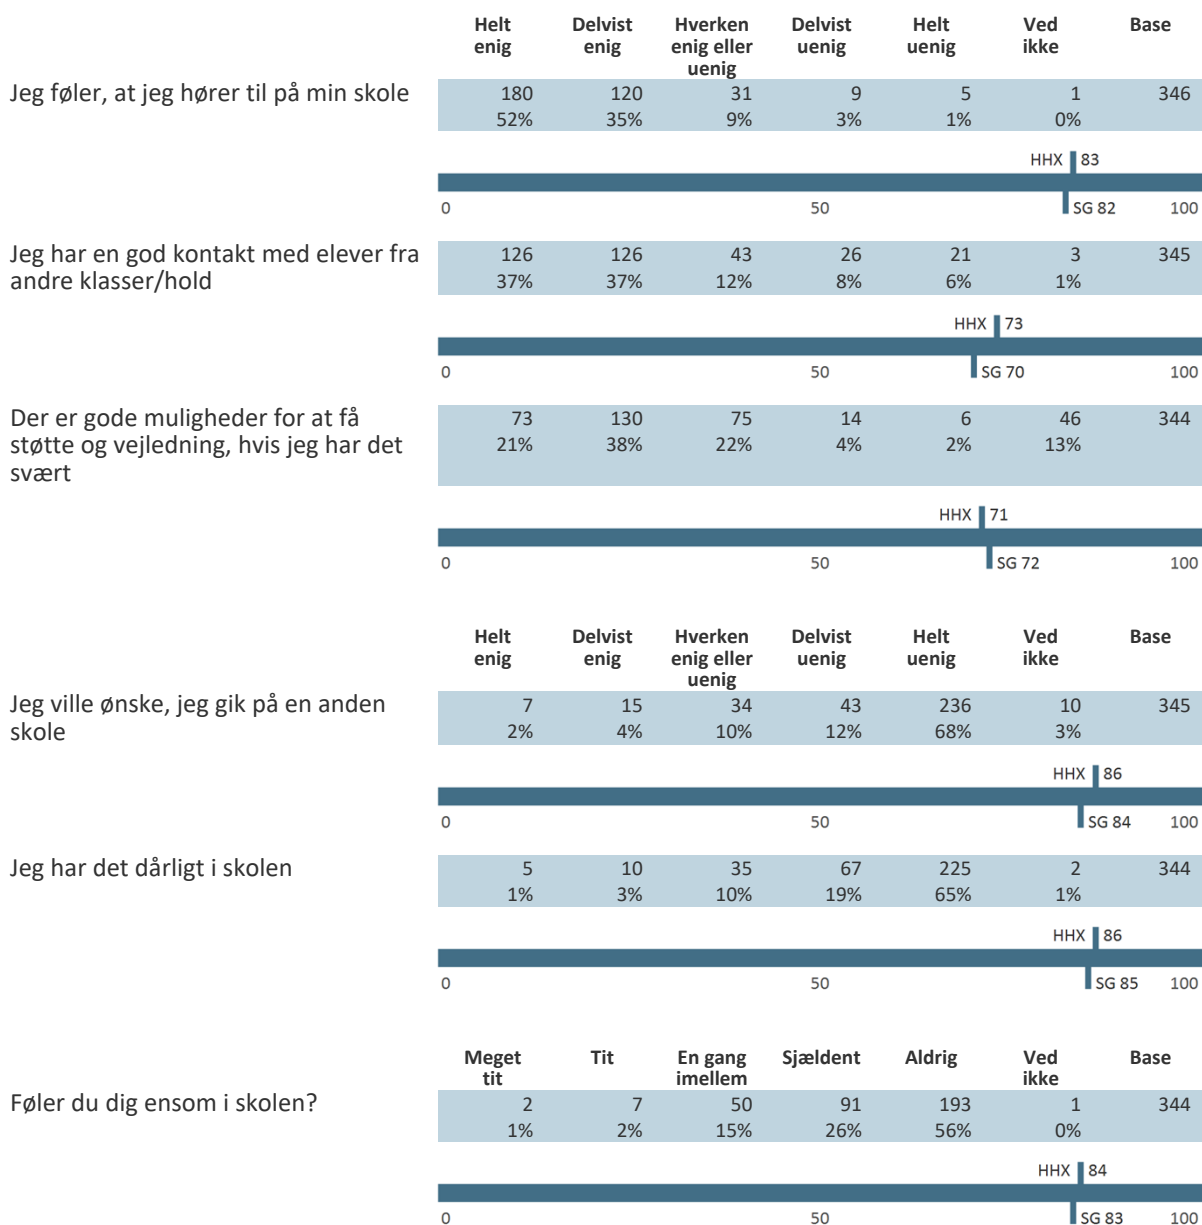 Helt enig Delvist enig Hverken enig eller uenig Delvist uenig Helt uenig Ved ikke Base
Jeg føler, at jeg hører til på min skole 180 120 31 9 5 1 346
52% 35% 9% 3% 1% 0%
HHX 83
0 50 SG 82 100
Jeg har en god kontakt med elever fra 126 126 43 26 21 3 345
andre klasser/hold 37% 37% 12% 8% 6% 1%
HHX 73
0 50 SG 70 100
Der er gode muligheder for at få 73 130 75 14 6 46 344
støtte og vejledning, hvis jeg har det 21% 38% 22% 4% 2% 13%
svært
HHX 71
0 50 SG 72 100
Helt enig Delvist enig Hverken enig eller uenig Delvist uenig Helt uenig Ved ikke Base
Jeg ville ønske, jeg gik på en anden 7 15 34 43 236 10 345
skole 2% 4% 10% 12% 68% 3%
HHX 86
0 50 SG 84 100
Jeg har det dårligt i skolen 5 10 35 67 225 2 344
1% 3% 10% 19% 65% 1%
HHX 86
0 50 SG 85 100
Meget tit Tit En gang imellem Sjældent Aldrig Ved ikke Base
Føler du dig ensom i skolen? 2 7 50 91 193 1 344
1% 2% 15% 26% 56% 0%
HHX 84
0 50 SG 83 100